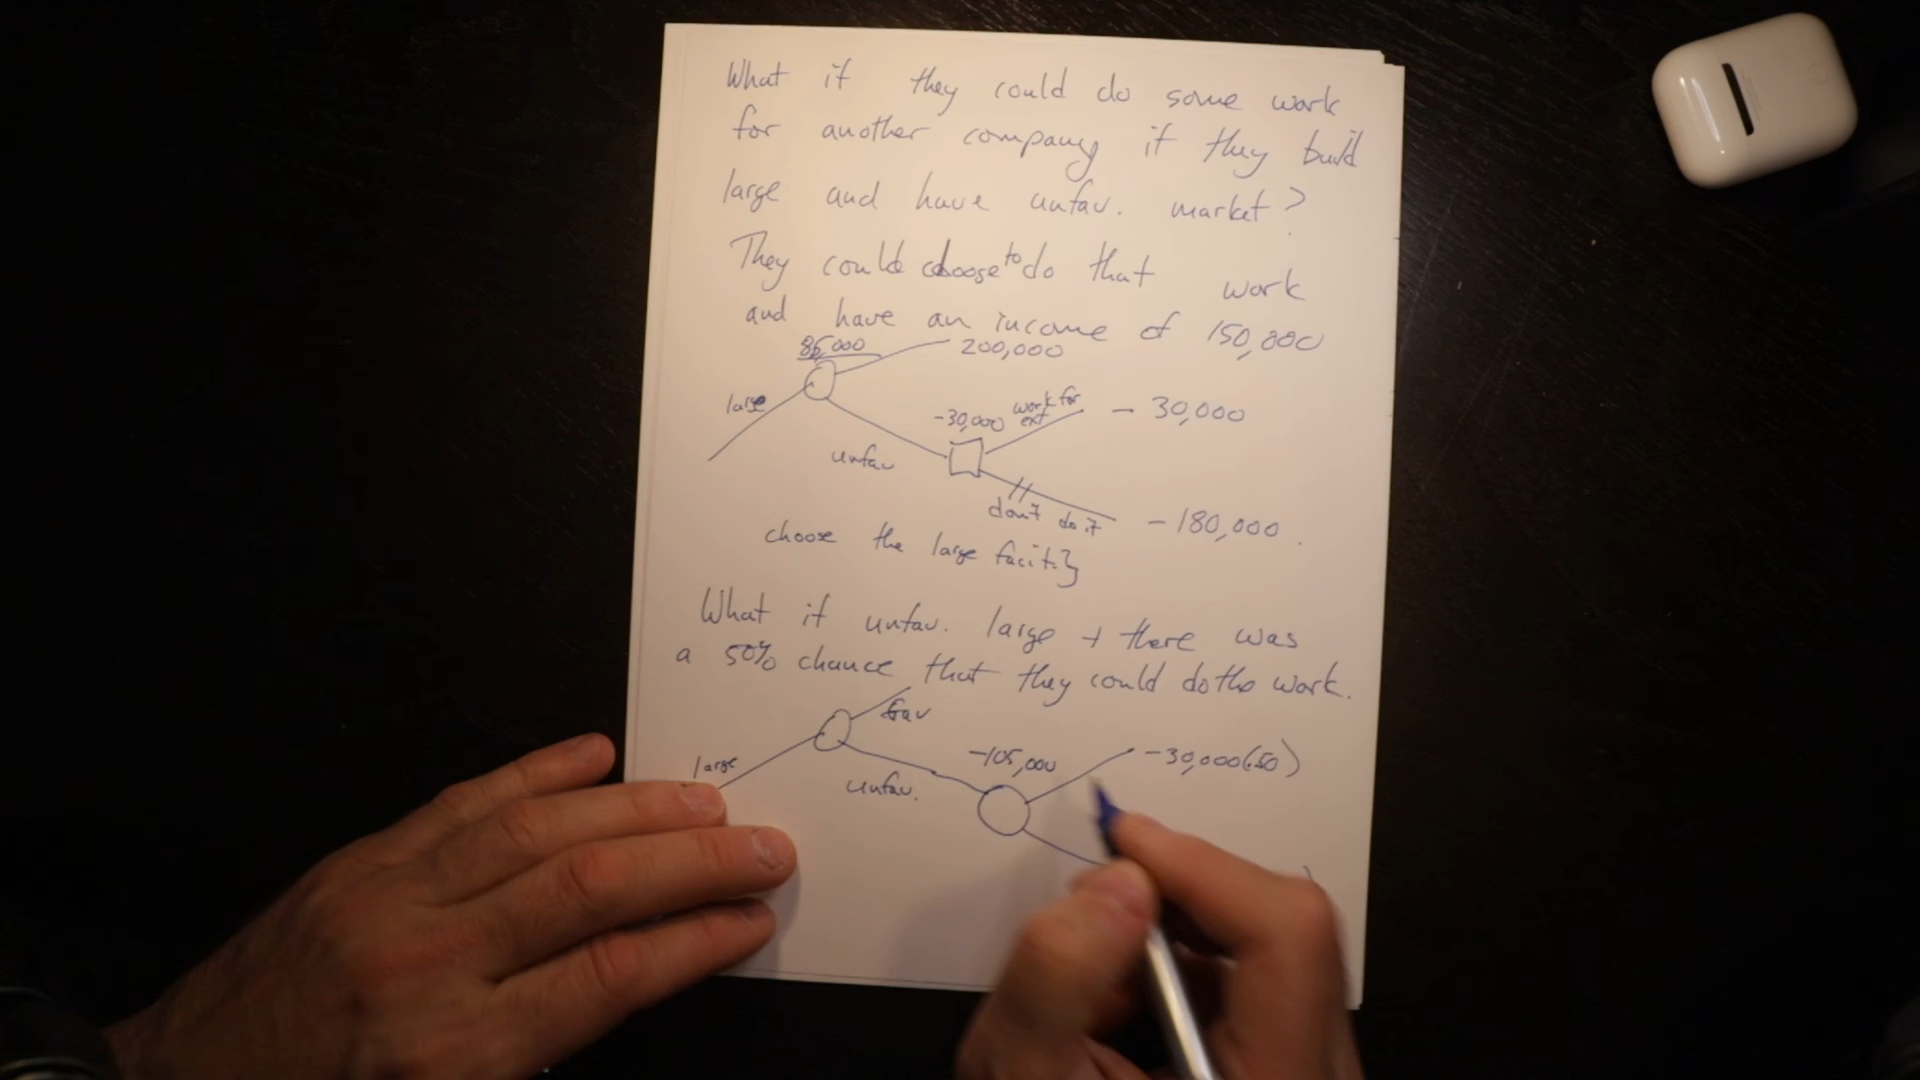 What if they could do some work
for another company if they build
large and have unfav. market?
They could choose to do that work
and have an income of 150,000
85,000 200,000
large
-30,000 work for ext - 30,000
unfav
don't do it - 180,000.
choose the large facity
What if unfav. large + there was
a 50% chance that they could do the work.
fav
large
-105,000 -30,000(.50)
unfav.
)